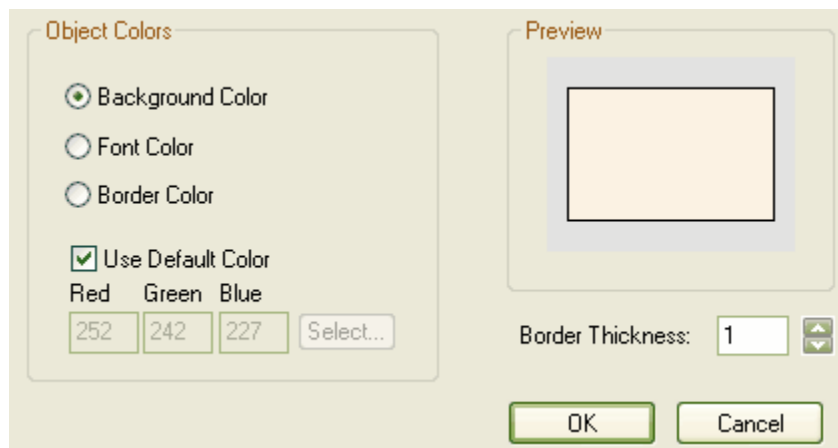 Object Colors
Background Color
Font Color
Border Color
Use Default Color
Red Green Blue
252 242 227 Select...
Preview
Border Thickness: 1
OK Cancel